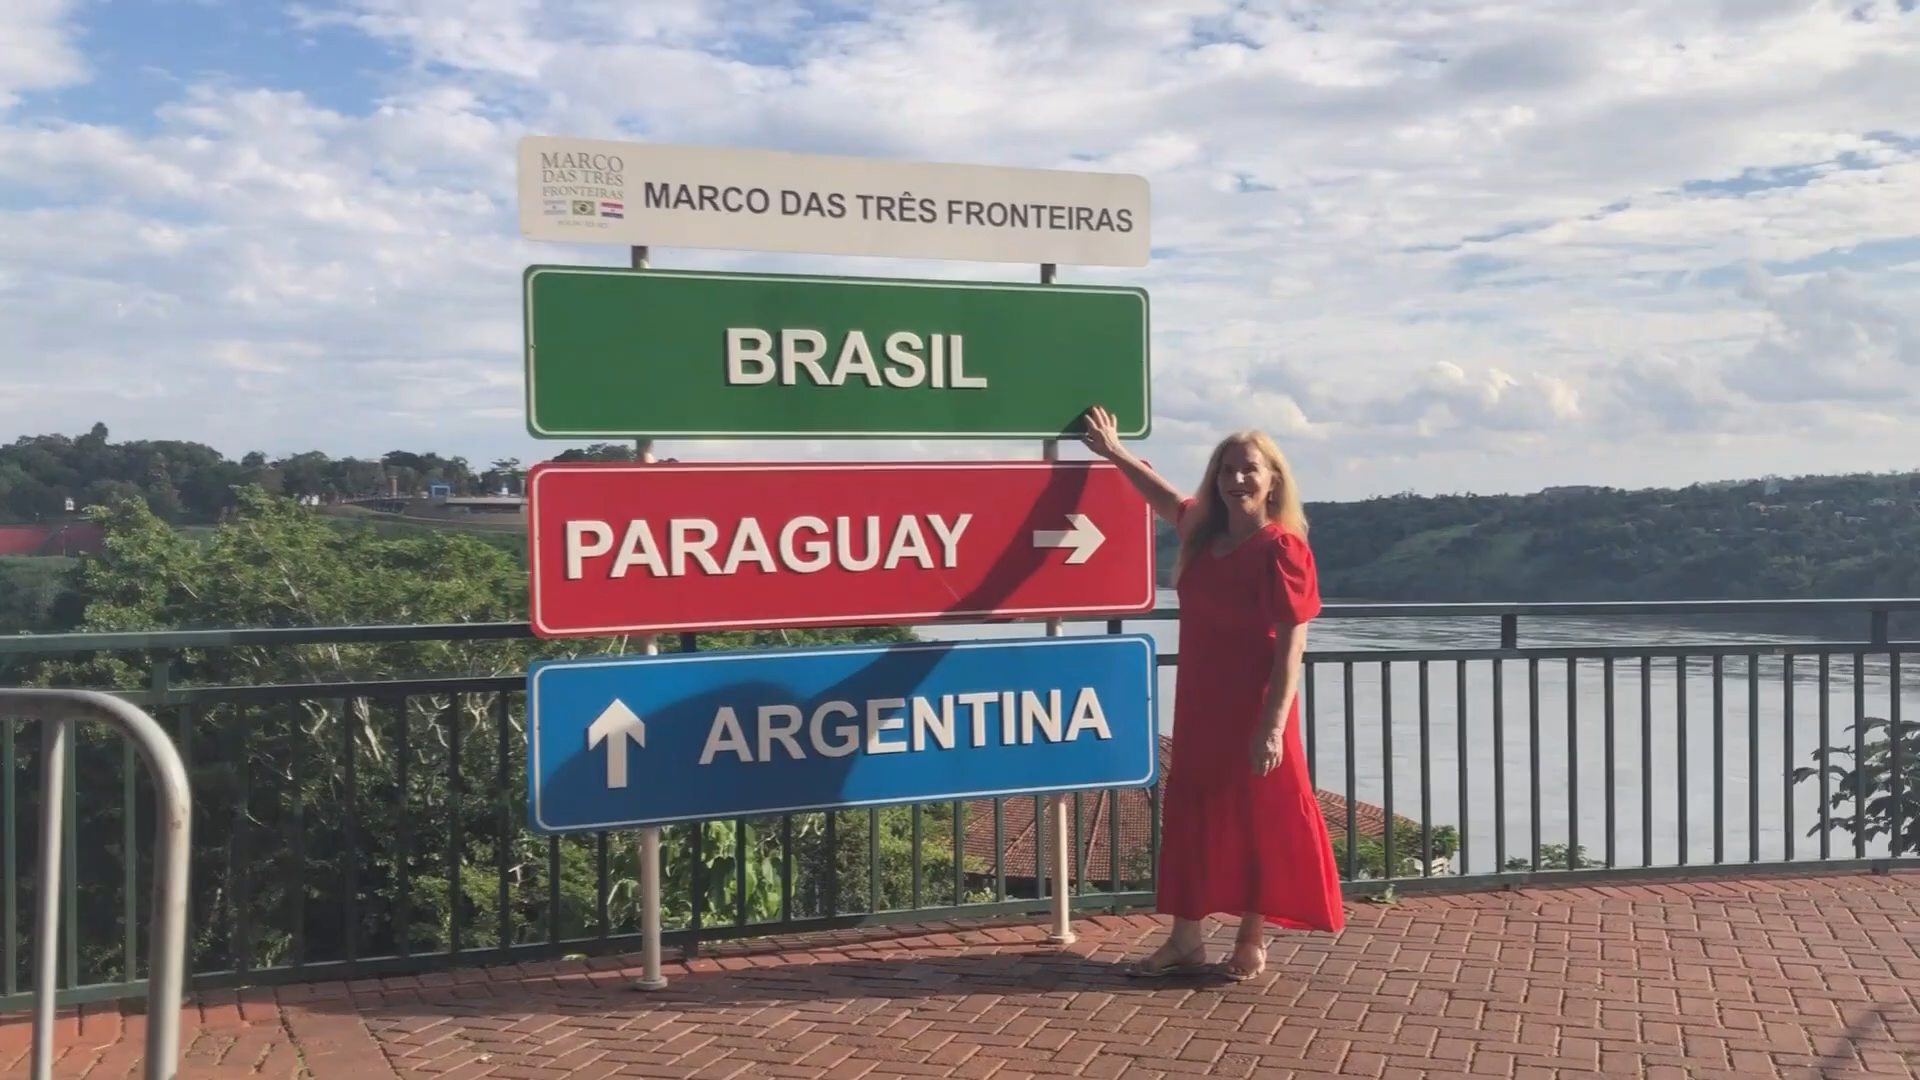 MARCO
DAS TRÊS
FRONTEIRAS
MARCO DAS TRÊS FRONTEIRAS
BRASIL
PARAGUAY
ARGENTINA